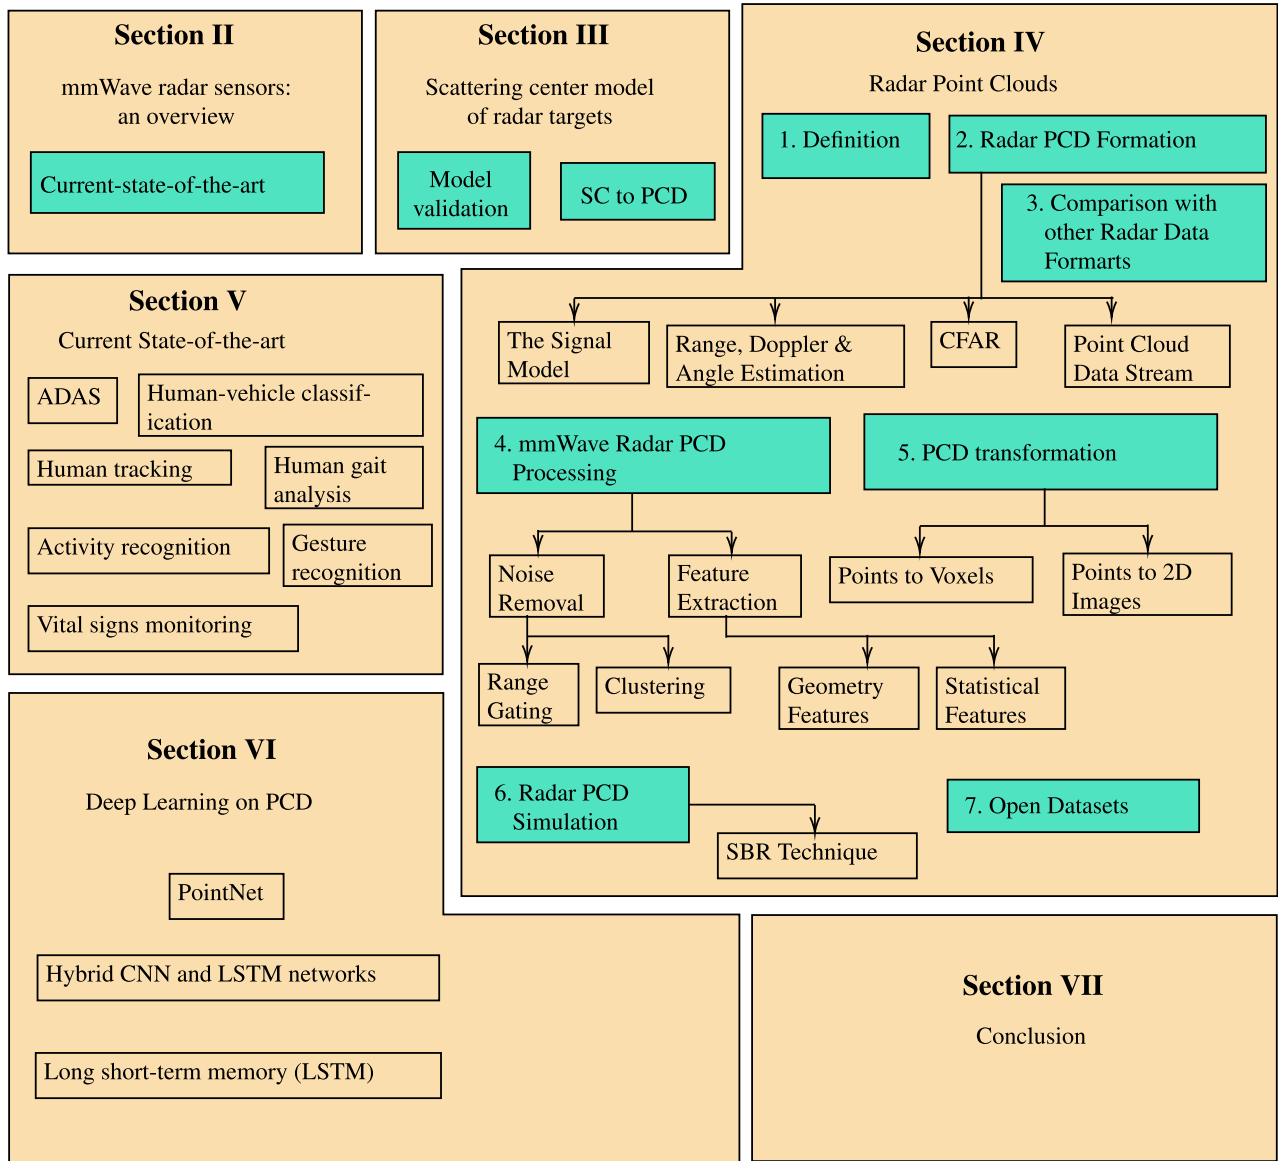 Section II
mmWave radar sensors:
an overview
Current-state-of-the-art
Section III
Scattering center model
of radar targets
Model
validation
SC to PCD
Section IV
Radar Point Clouds
1. Definition
2. Radar PCD Formation
3. Comparison with
other Radar Data
Formarts
The Signal
Model
Range, Doppler &
Angle Estimation
CFAR
Point Cloud
Data Stream
4. mmWave Radar PCD
Processing
5. PCD transformation
Noise
Removal
Feature
Extraction
Points to Voxels
Points to 2D
Images
Range
Gating
Clustering
Geometry
Features
Statistical
Features
6. Radar PCD
Simulation
SBR Technique
7. Open Datasets
Section V
Current State-of-the-art
ADAS
Human-vehicle classif-
ication
Human tracking
Human gait
analysis
Activity recognition
Gesture
recognition
Vital signs monitoring
Section VI
Deep Learning on PCD
PointNet
Hybrid CNN and LSTM networks
Long short-term memory (LSTM)
Section VII
Conclusion